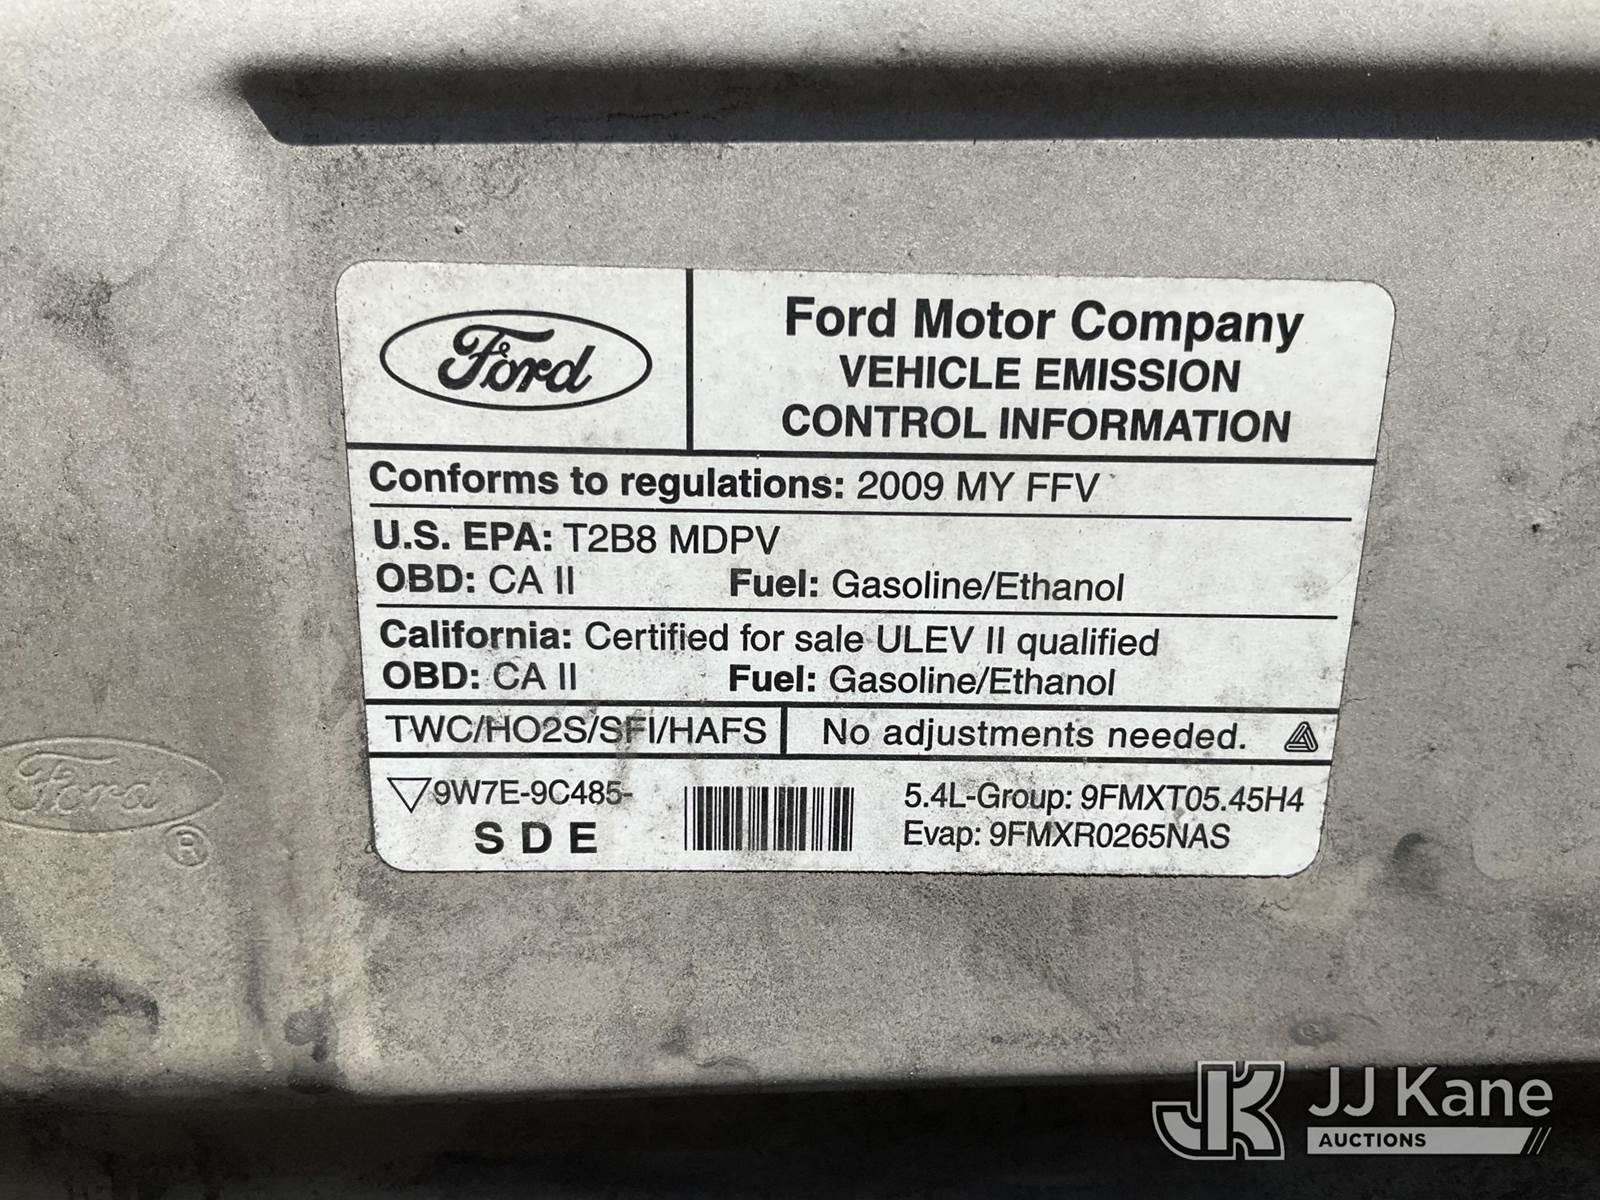 Ford
Ford Motor Company
VEHICLE EMISSION
CONTROL INFORMATION
Conforms to regulations: 2009 MY FFV
U.S. EPA: T2B8 MDPV
OBD: CA II Fuel: Gasoline/Ethanol
California: Certified for sale ULEV II qualified
OBD: CA II Fuel: Gasoline/Ethanol
TWC/HO2S/SFI/HAFS No adjustments needed.
9W7E-9C485-
SDE
5.4L-Group: 9FMXT05.45H4
Evap: 9FMXR0265NAS
Ford
®
JK JJ Kane
AUCTIONS